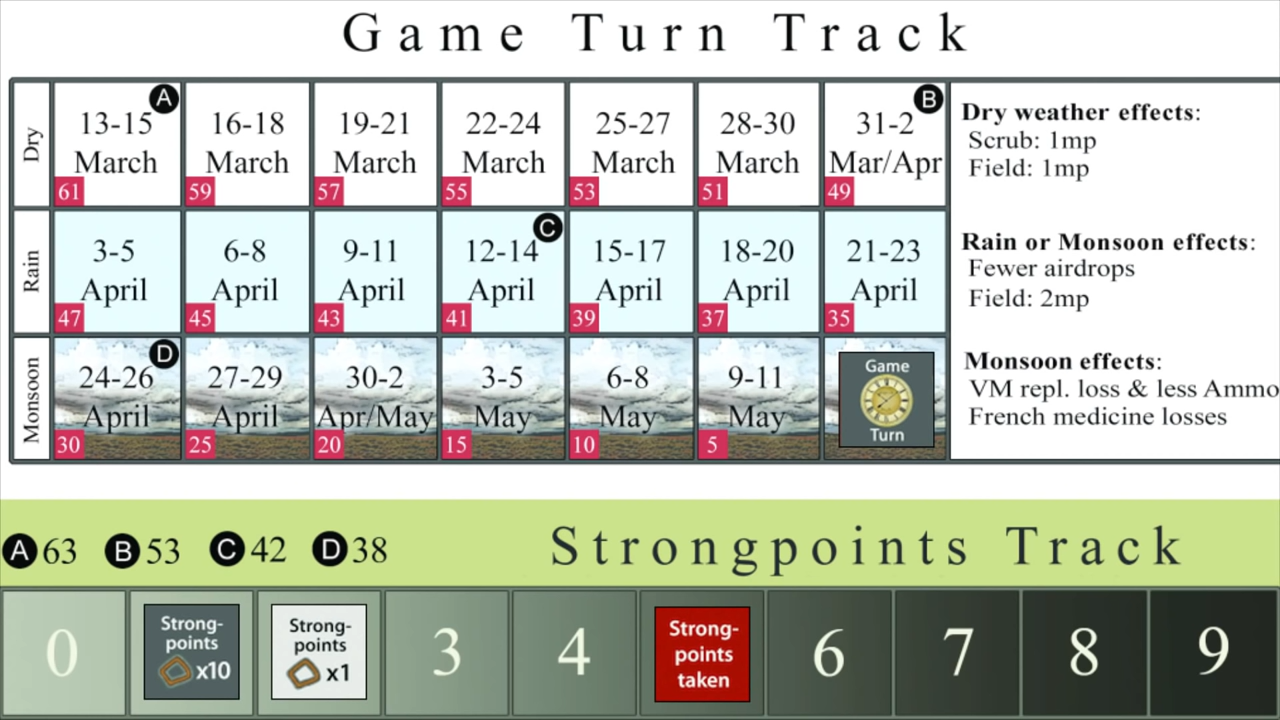 Game Turn Track
Dry
13-15 March A 61
16-18 March 59
19-21 March 57
22-24 March 55
25-27 March 53
28-30 March 51
31-2 Mar/Apr B 49
Dry weather effects:
Scrub: 1mp
Field: 1mp
Rain
3-5 April 47
6-8 April 45
9-11 April 43
12-14 April C 41
15-17 April 39
18-20 April 37
21-23 April 35
Rain or Monsoon effects:
Fewer airdrops
Field: 2mp
Monsoon
24-26 April D 30
27-29 April 25
30-2 Apr/May 20
3-5 May 15
6-8 May 10
9-11 May 5
Game
Turn
Monsoon effects:
VM repl. loss & less Ammo
French medicine losses
A 63 B 53 C 42 D 38
Strongpoints Track
0
Strong-
points
x10
Strong-
points
x1
3
4
Strong-
points
taken
6
7
8
9